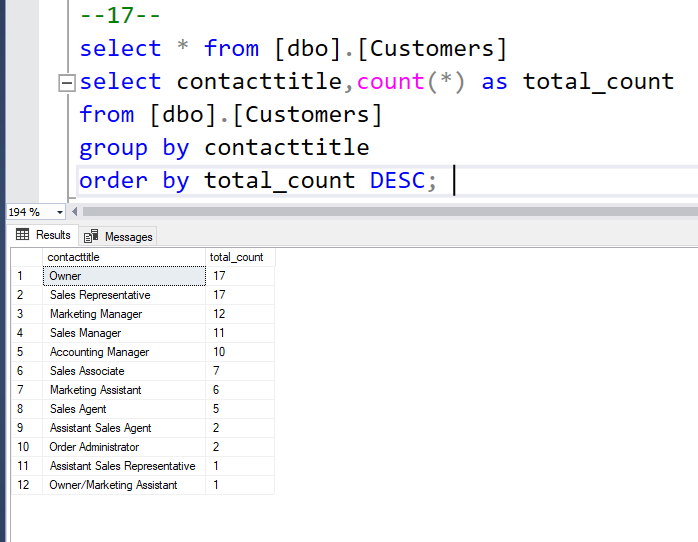 --17--
select * from [dbo].[Customers]
select contacttitle,count(*) as total_count
from [dbo].[Customers]
group by contacttitle
order by total_count DESC;
194 %
Results Messages
contacttitle total_count
1 Owner 17
2 Sales Representative 17
3 Marketing Manager 12
4 Sales Manager 11
5 Accounting Manager 10
6 Sales Associate 7
7 Marketing Assistant 6
8 Sales Agent 5
9 Assistant Sales Agent 2
10 Order Administrator 2
11 Assistant Sales Representative 1
12 Owner/Marketing Assistant 1